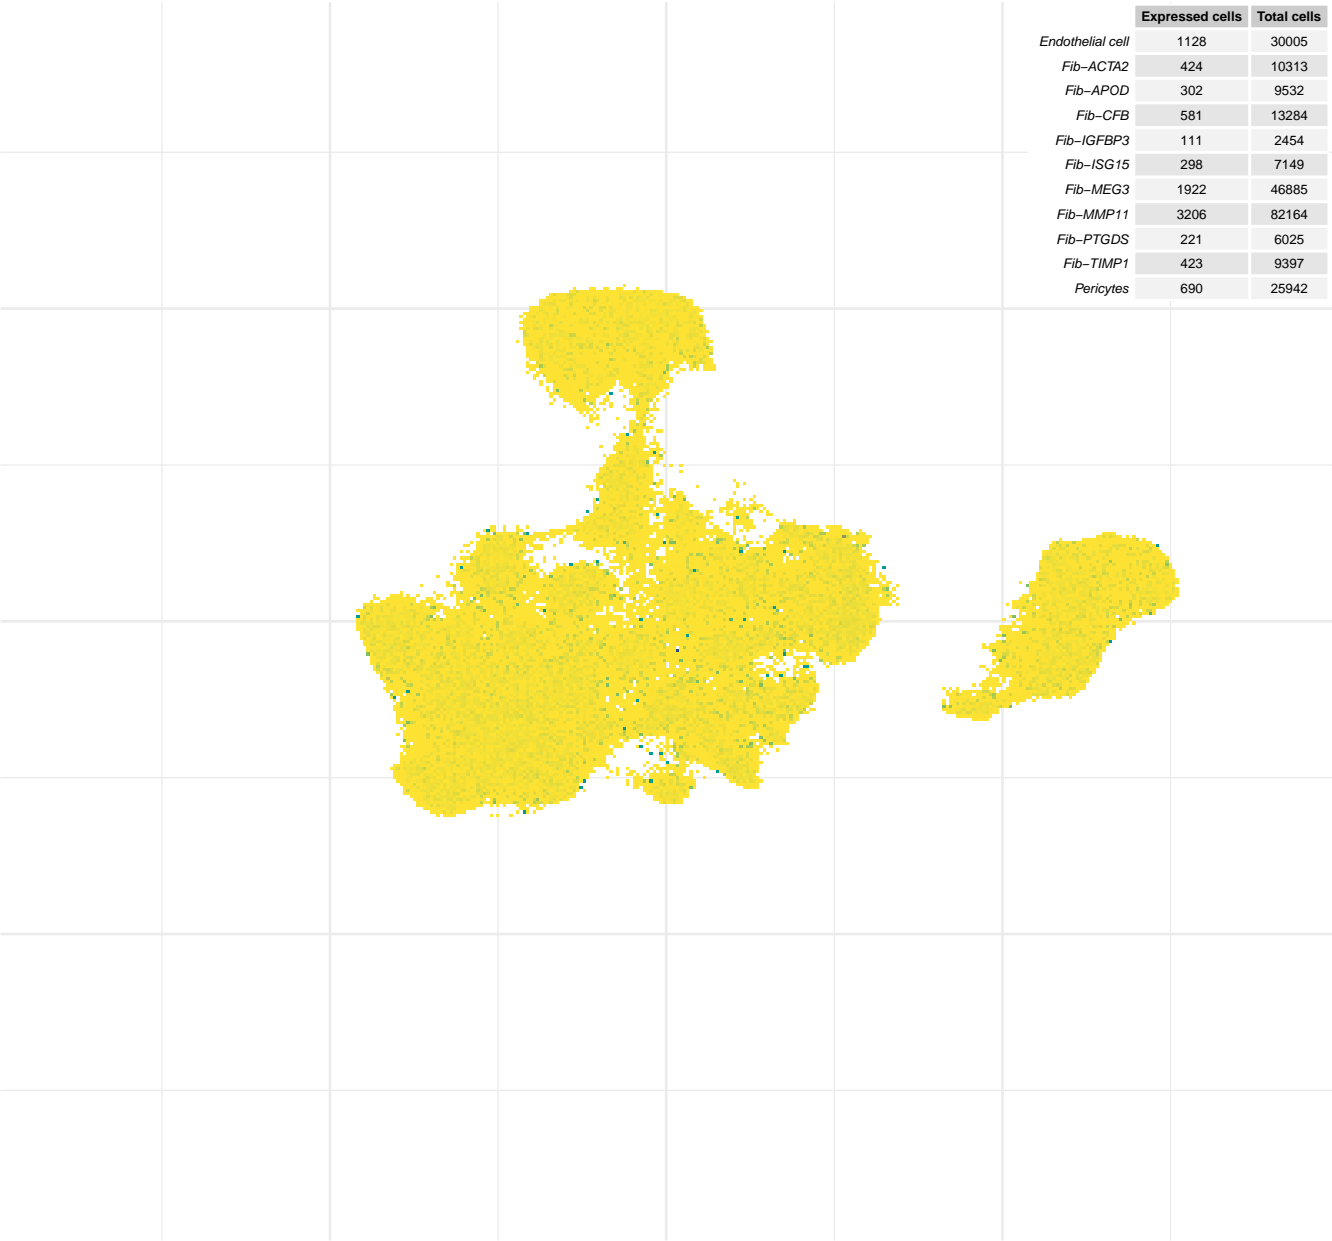 Expressed cells Total cells
Endothelial cell 1128 30005
Fib−ACTA2 424 10313
Fib−APOD 302 9532
Fib−CFB 581 13284
Fib−IGFBP3 111 2454
Fib−ISG15 298 7149
Fib−MEG3 1922 46885
Fib−MMP11 3206 82164
Fib−PTGDS 221 6025
Fib−TIMP1 423 9397
Pericytes 690 25942